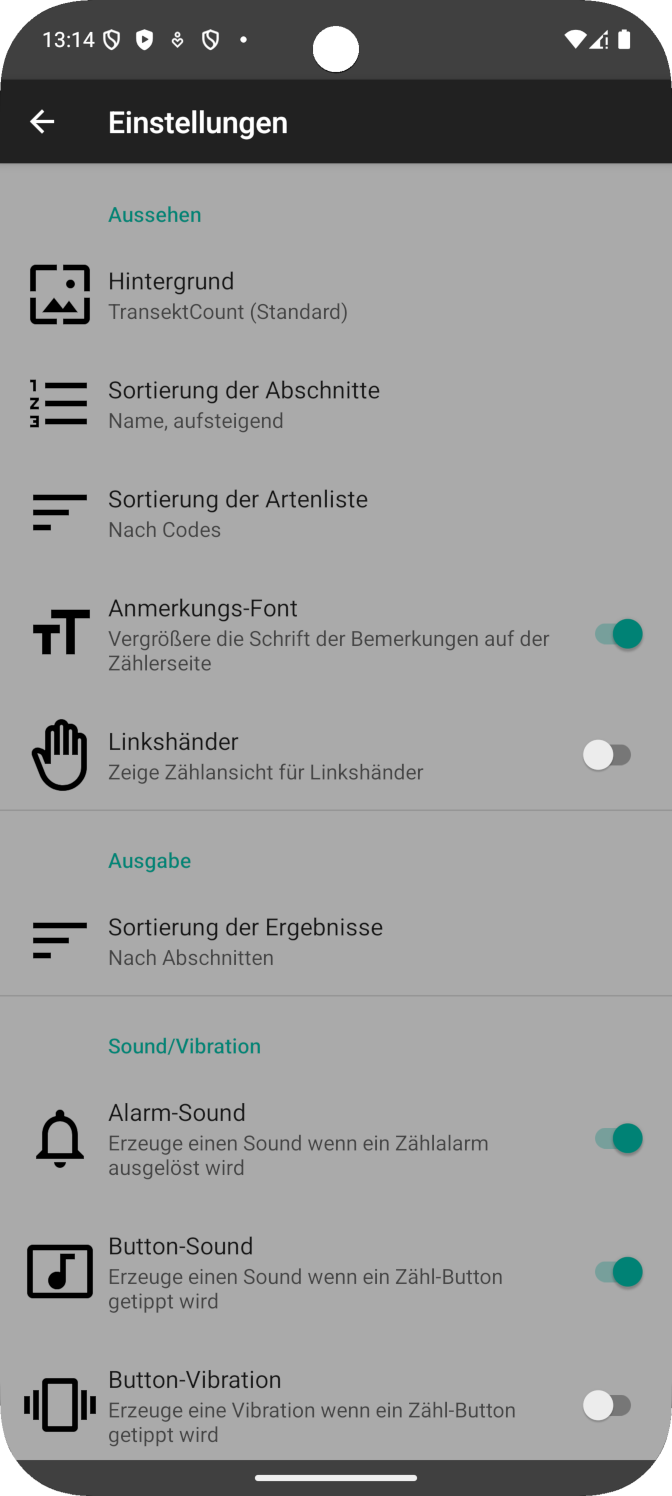 13:14
Einstellungen
Aussehen
Hintergrund
TransektCount (Standard)
1
2
3
Sortierung der Abschnitte
Name, aufsteigend
Sortierung der Artenliste
Nach Codes
Anmerkungs-Font
Vergrößere die Schrift der Bemerkungen auf der
Zählerseite
Linkshänder
Zeige Zählansicht für Linkshänder
Ausgabe
Sortierung der Ergebnisse
Nach Abschnitten
Sound/Vibration
Alarm-Sound
Erzeuge einen Sound wenn ein Zählalarm
ausgelöst wird
Button-Sound
Erzeuge einen Sound wenn ein Zähl-Button
getippt wird
Button-Vibration
Erzeuge eine Vibration wenn ein Zähl-Button
getippt wird